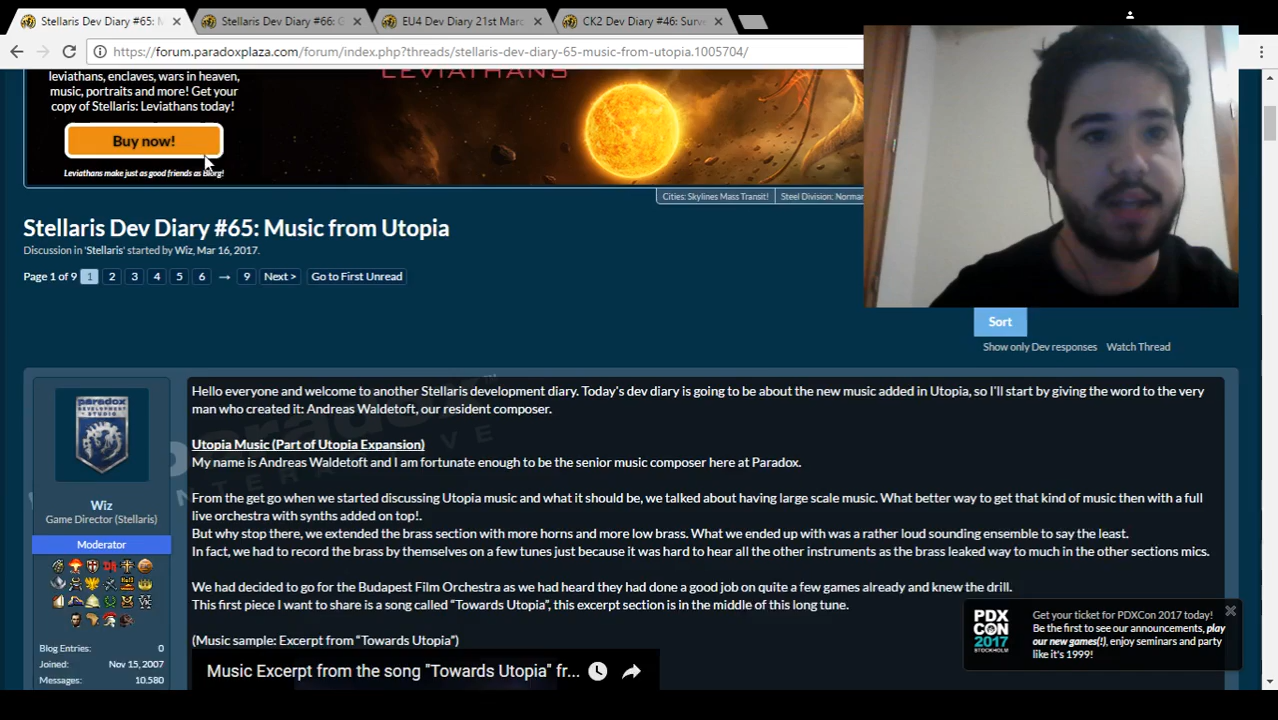 Stellaris Dev Diary #65: M
Stellaris Dev Diary #66: G
EU4 Dev Diary 21st Marc
CK2 Dev Diary #46: Surve
https://forum.paradoxplaza.com/forum/index.php?threads/stellaris-dev-diary-65-music-from-utopia.1005704/
leviathans, enclaves, wars in heaven,
music, portraits and more! Get your
copy of Stellaris: Leviathans today!
LEVIATHANS
Buy now!
Leviathans make just as good friends as Blorg!
Cities: Skylines Mass Transit!
Steel Division: Norman
Stellaris Dev Diary #65: Music from Utopia
Discussion in 'Stellaris' started by Wiz, Mar 16, 2017.
Page 1 of 9 1 2 3 4 5 6 → 9 Next > Go to First Unread
Sort
Show only Dev responses Watch Thread
Hello everyone and welcome to another Stellaris development diary. Today's dev diary is going to be about the new music added in Utopia, so I'll start by giving the word to the very
man who created it: Andreas Waldetoft, our resident composer.
Utopia Music (Part of Utopia Expansion)
My name is Andreas Waldetoft and I am fortunate enough to be the senior music composer here at Paradox.
From the get go when we started discussing Utopia music and what it should be, we talked about having large scale music. What better way to get that kind of music then with a full
live orchestra with synths added on top!.
But why stop there, we extended the brass section with more horns and more low brass. What we ended up with was a rather loud sounding ensemble to say the least.
In fact, we had to record the brass by themselves on a few tunes just because it was hard to hear all the other instruments as the brass leaked way to much in the other sections mics.
We had decided to go for the Budapest Film Orchestra as we had heard they had done a good job on quite a few games already and knew the drill.
This first piece I want to share is a song called "Towards Utopia", this excerpt section is in the middle of this long tune.
(Music sample: Excerpt from "Towards Utopia")
Music Excerpt from the song "Towards Utopia" fr...
paradox
DEVELOPMENT
STUDIO
Wiz
Game Director (Stellaris)
Moderator
Blog Entries: 0
Joined: Nov 15, 2007
Messages: 10.580
PDX
CON
2017
STOCKHOLM
Get your ticket for PDXCon 2017 today!
Be the first to see our announcements, play
our new games(!), enjoy seminars and party
like it's 1999!